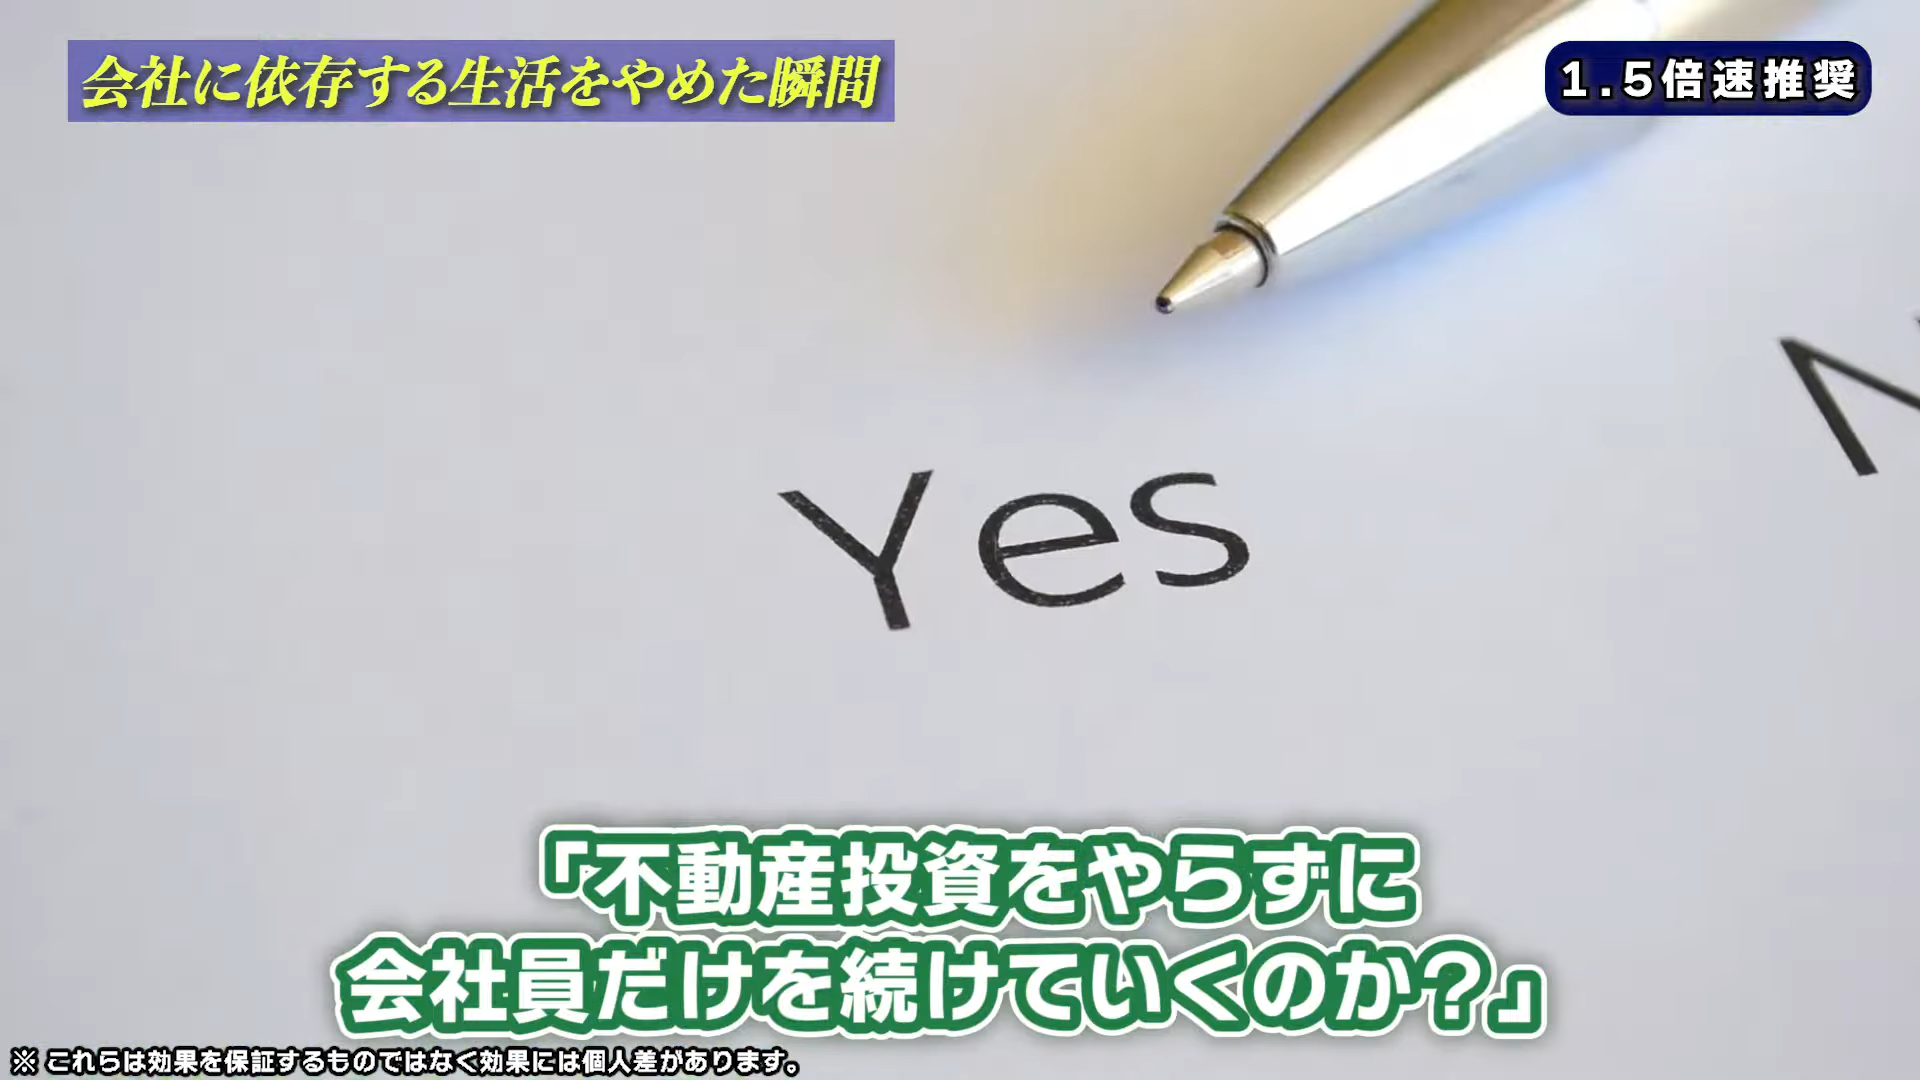 会社に依存する生活をやめた瞬間
1.5倍速推奨
Yes
「不動産投資をやらずに
会社員だけを続けていくのか？」
※ これらは効果を保証するものではなく効果には個人差があります。